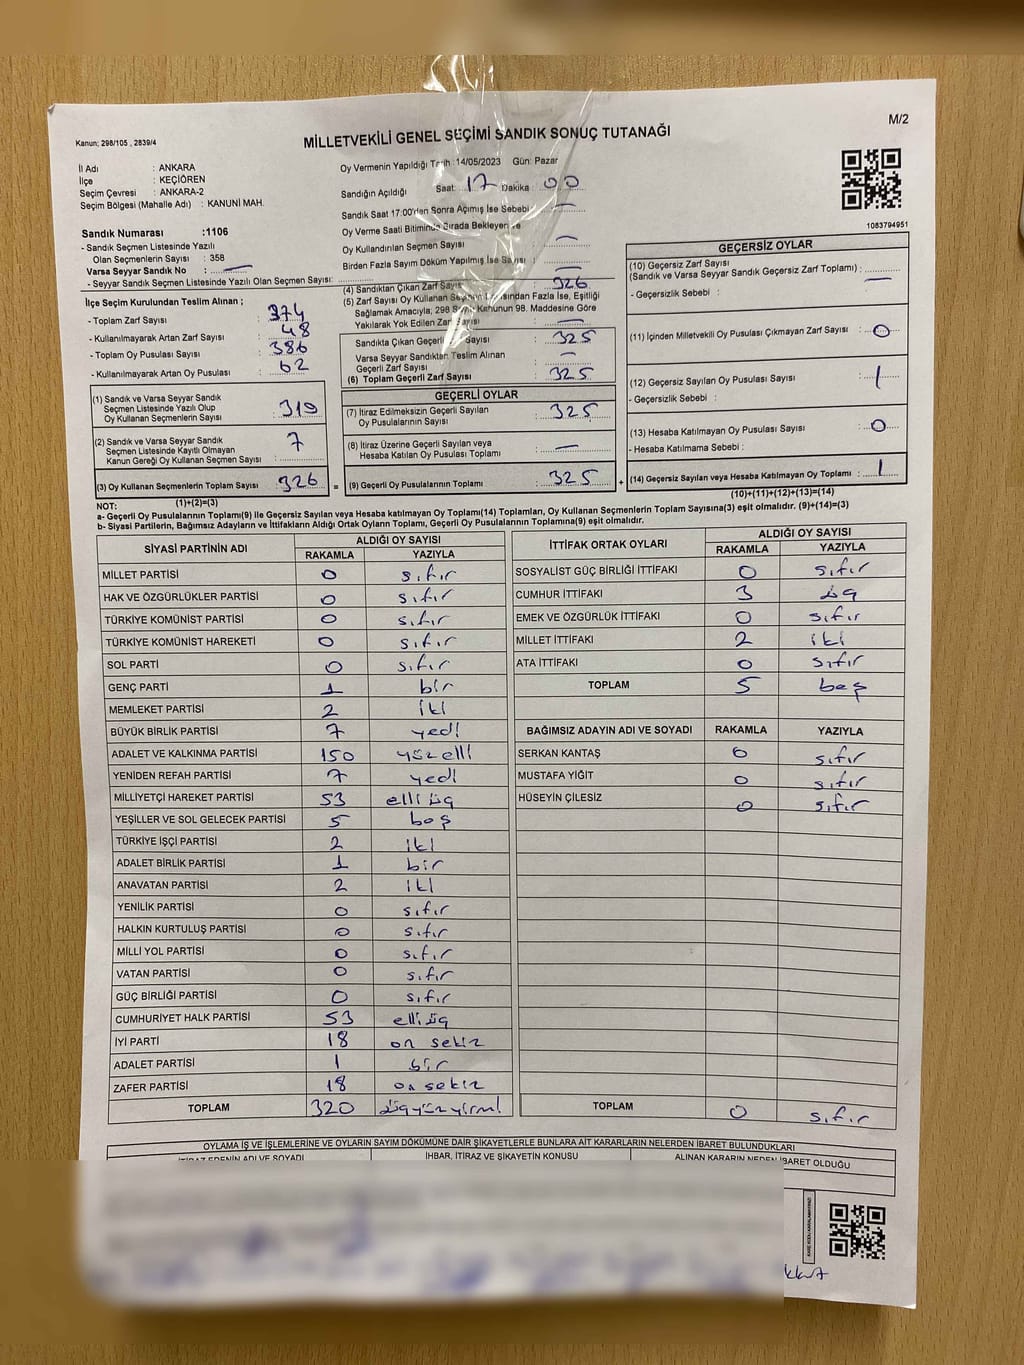 M/2
Kanun; 298/105 , 2839/4
MİLLETVEKİLİ GENEL SEÇİMİ SANDIK SONUÇ TUTANAĞI
İl Adı : ANKARA
İlçe : KEÇİÖREN
Seçim Çevresi : ANKARA-2
Seçim Bölgesi (Mahalle Adı) : KANUNİ MAH.
Sandık Numarası :1106
- Sandık Seçmen Listesinde Yazılı
Olan Seçmenlerin Sayısı : 358
Varsa Seyyar Sandık No : —
- Seyyar Sandık Seçmen Listesinde Yazılı Olan Seçmen Sayısı:
Oy Vermenin Yapıldığı Tarih :14/05/2023 Gün: Pazar
Sandığın Açıldığı Saat: 17 Dakika : 00
Sandık Saat 17:00'den Sonra Açımış İse Sebebi : —
Oy Verme Saati Bitiminde Sırada Bekleyen ve
Oy Kullandırılan Seçmen Sayısı : —
Birden Fazla Sayım Döküm Yapılmış İse Sayısı : —
1083794951
İlçe Seçim Kurulundan Teslim Alınan ;
- Toplam Zarf Sayısı : 374
- Kullanılmayarak Artan Zarf Sayısı : 48
- Toplam Oy Pusulası Sayısı : 386
- Kullanılmayarak Artan Oy Pusulası : 62
(1) Sandık ve Varsa Seyyar Sandık
Seçmen Listesinde Yazılı Olup
Oy Kullanan Seçmenlerin Sayısı : 319
(2) Sandık ve Varsa Seyyar Sandık
Seçmen Listesinde Kayıtlı Olmayan
Kanun Gereği Oy Kullanan Seçmen Sayısı : 7
(3) Oy Kullanan Seçmenlerin Toplam Sayısı : 326
(1)+(2)=(3)
(4) Sandıktan Çıkan Zarf Sayısı : 326
(5) Zarf Sayısı Oy Kullanan Seçmen Sayısından Fazla İse, Eşitliği
Sağlamak Amacıyla; 298 Sayılı Kanunun 98. Maddesine Göre
Yakılarak Yok Edilen Zarf Sayısı : —
Sandıkta Çıkan Geçerli Zarf Sayısı : 325
Varsa Seyyar Sandıktan Teslim Alınan
Geçerli Zarf Sayısı : —
(6) Toplam Geçerli Zarf Sayısı : 325
GEÇERLİ OYLAR
(7) İtiraz Edilmeksizin Geçerli Sayılan
Oy Pusulalarının Sayısı : 325
(8) İtiraz Üzerine Geçerli Sayılan veya
Hesaba Katılan Oy Pusulası Toplamı : —
= (9) Geçerli Oy Pusulalarının Toplamı : 325 +
GEÇERSİZ OYLAR
(10) Geçersiz Zarf Sayısı
(Sandık ve Varsa Seyyar Sandık Geçersiz Zarf Toplamı) : —
- Geçersizlik Sebebi :
(11) İçinden Milletvekili Oy Pusulası Çıkmayan Zarf Sayısı : 0
(12) Geçersiz Sayılan Oy Pusulası Sayısı : 1
- Geçersizlik Sebebi :
(13) Hesaba Katılmayan Oy Pusulası Sayısı : 0
- Hesaba Katılmama Sebebi :
(14) Geçersiz Sayılan veya Hesaba Katılmayan Oy Toplamı : 1
(10)+(11)+(12)+(13)=(14)
NOT:
a- Geçerli Oy Pusulalarının Toplamı(9) ile Geçersiz veya Hesaba Katılmayan Oy Toplamı(14) Toplamları, Oy Kullanan Seçmenlerin Toplam Sayısına(3) eşit olmalıdır. (9)+(14)=(3)
b- Siyasi Partilerin, Bağımsız Adayların ve İttifakların Aldığı Ortak Oyların Toplamı, Geçerli Oy Pusulalarının Toplamına(9) eşit olmalıdır.
SİYASİ PARTİNİN ADI ALDIĞI OY SAYISI
RAKAMLA YAZIYLA
MİLLET PARTİSİ 0 sıfır
HAK VE ÖZGÜRLÜKLER PARTİSİ 0 sıfır
TÜRKİYE KOMÜNİST PARTİSİ 0 sıfır
TÜRKİYE KOMÜNİST HAREKETİ 0 sıfır
SOL PARTİ 0 sıfır
GENÇ PARTİ 1 bir
MEMLEKET PARTİSİ 2 iki
BÜYÜK BİRLİK PARTİSİ 7 yedi
ADALET VE KALKINMA PARTİSİ 150 yüz elli
YENİDEN REFAH PARTİSİ 7 yedi
MİLLİYETÇİ HAREKET PARTİSİ 53 elli üç
YEŞİLLER VE SOL GELECEK PARTİSİ 5 beş
TÜRKİYE İŞÇİ PARTİSİ 2 iki
ADALET BİRLİK PARTİSİ 1 bir
ANAVATAN PARTİSİ 2 iki
YENİLİK PARTİSİ 0 sıfır
HALKIN KURTULUŞ PARTİSİ 0 sıfır
MİLLİ YOL PARTİSİ 0 sıfır
VATAN PARTİSİ 0 sıfır
GÜÇ BİRLİĞİ PARTİSİ 0 sıfır
CUMHURİYET HALK PARTİSİ 53 elli üç
İYİ PARTİ 18 on sekiz
ADALET PARTİSİ 1 bir
ZAFER PARTİSİ 18 on sekiz
TOPLAM 320 üçyüz yirmi
İTTİFAK ORTAK OYLARI ALDIĞI OY SAYISI
RAKAMLA YAZIYLA
SOSYALİST GÜÇ BİRLİĞİ İTTİFAKI 0 sıfır
CUMHUR İTTİFAKI 3 üç
EMEK VE ÖZGÜRLÜK İTTİFAKI 0 sıfır
MİLLET İTTİFAKI 2 iki
ATA İTTİFAKI 0 sıfır
TOPLAM 5 beş
BAĞIMSIZ ADAYIN ADI VE SOYADI RAKAMLA YAZIYLA
SERKAN KANTAŞ 0 sıfır
MUSTAFA YİĞİT 0 sıfır
HÜSEYİN ÇİLESİZ 0 sıfır
TOPLAM 0 sıfır
OYLAMA İŞ VE İŞLEMLERİNE VE OYLARIN SAYIM DÖKÜMÜNE DAİR ŞİKAYETLERLE BUNLARA AİT KARARLARIN NELERDEN İBARET BULUNDUKLARI
İTİRAZ EDENİN ADI VE SOYADI İHBAR, İTİRAZ VE ŞİKAYETİN KONUSU ALINAN KARARIN NEDEN İBARET OLDUĞU